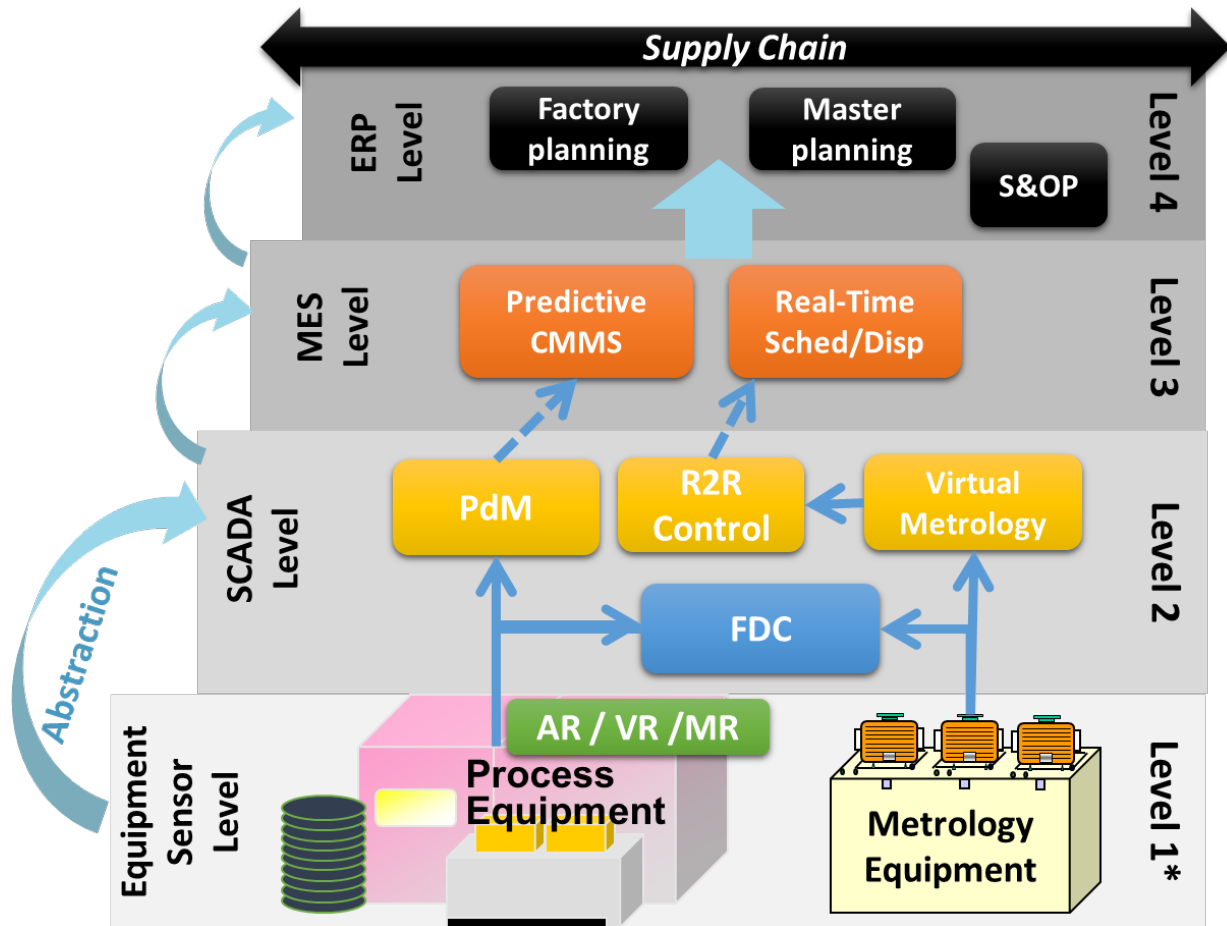 Supply Chain
ERP
Level
Factory
planning
Master
planning
S&OP
Level 4
MES
Level
Predictive
CMMS
Real-Time
Sched/Disp
Level 3
SCADA
Level
PdM
R2R
Control
Virtual
Metrology
FDC
Level 2
Abstraction
Equipment
Sensor
Level
AR / VR /MR
Process
Equipment
Metrology
Equipment
Level 1*